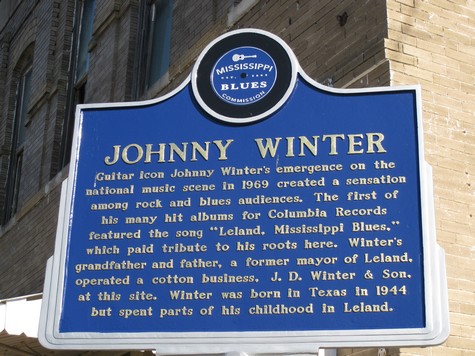 MISSISSIPPI
BLUES
COMMISSION
JOHNNY WINTER
Guitar icon Johnny Winter's emergence on the
national music scene in 1969 created a sensation
among rock and blues audiences. The first of
his many hit albums for Columbia Records
featured the song "Leland, Mississippi Blues,"
which paid tribute to his roots here. Winter's
grandfather and father, a former mayor of Leland,
operated a cotton business, J. D. Winter & Son,
at this site. Winter was born in Texas in 1944
but spent parts of his childhood in Leland.